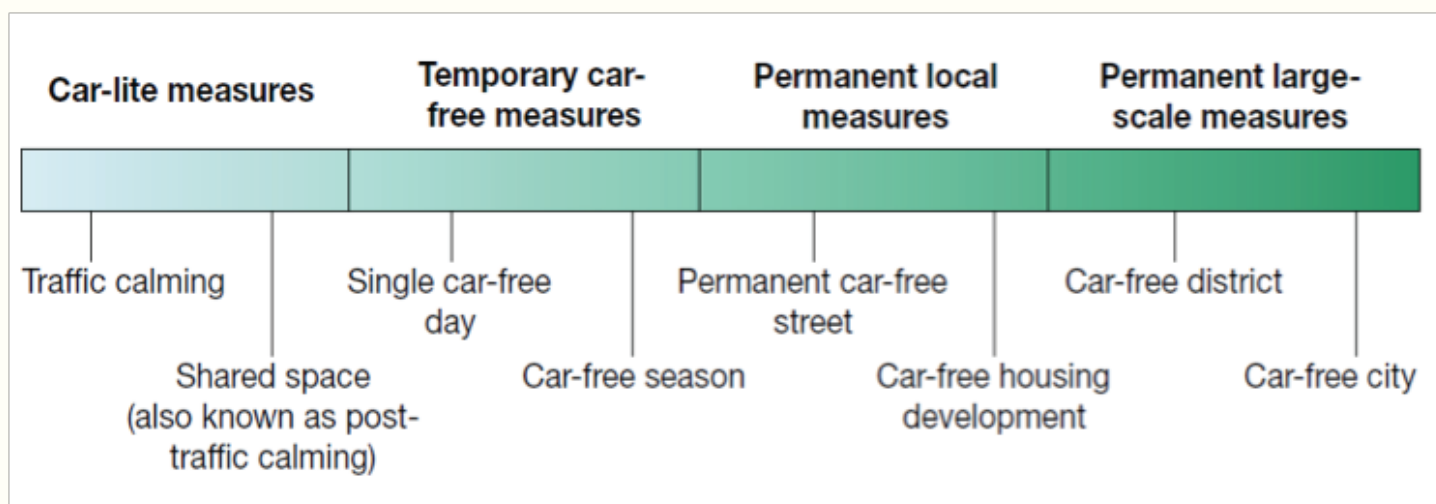 Car-lite measures
Temporary car-
free measures
Permanent local
measures
Permanent large-
scale measures
Traffic calming
Shared space
(also known as post-
traffic calming)
Single car-free
day
Car-free season
Permanent car-free
street
Car-free housing
development
Car-free district
Car-free city